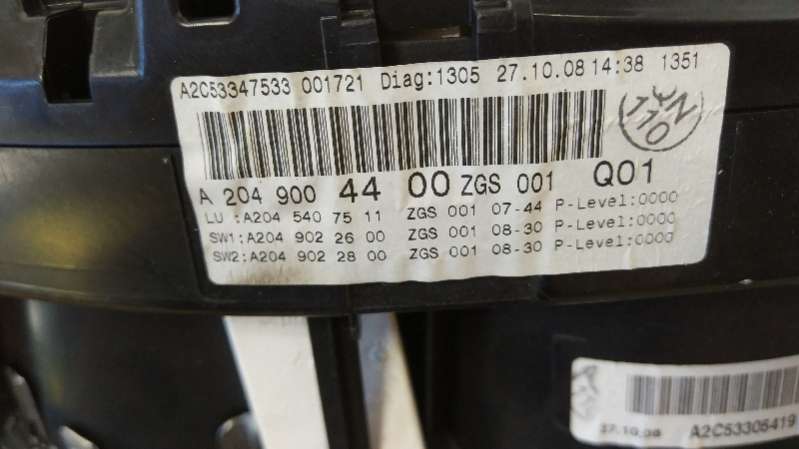 A2C53347533 001721 Diag:1305 27.10.08 14:38 1351
A 204 900 44 00 ZGS 001 Q01
LU :A204 540 75 11 ZGS 001 07-44 P-Level:0000
SW1:A204 902 26 00 ZGS 001 08-30 P-Level:0000
SW2:A204 902 28 00 ZGS 001 08-30 P-Level:0000
110
27.10.08 A2C53305419